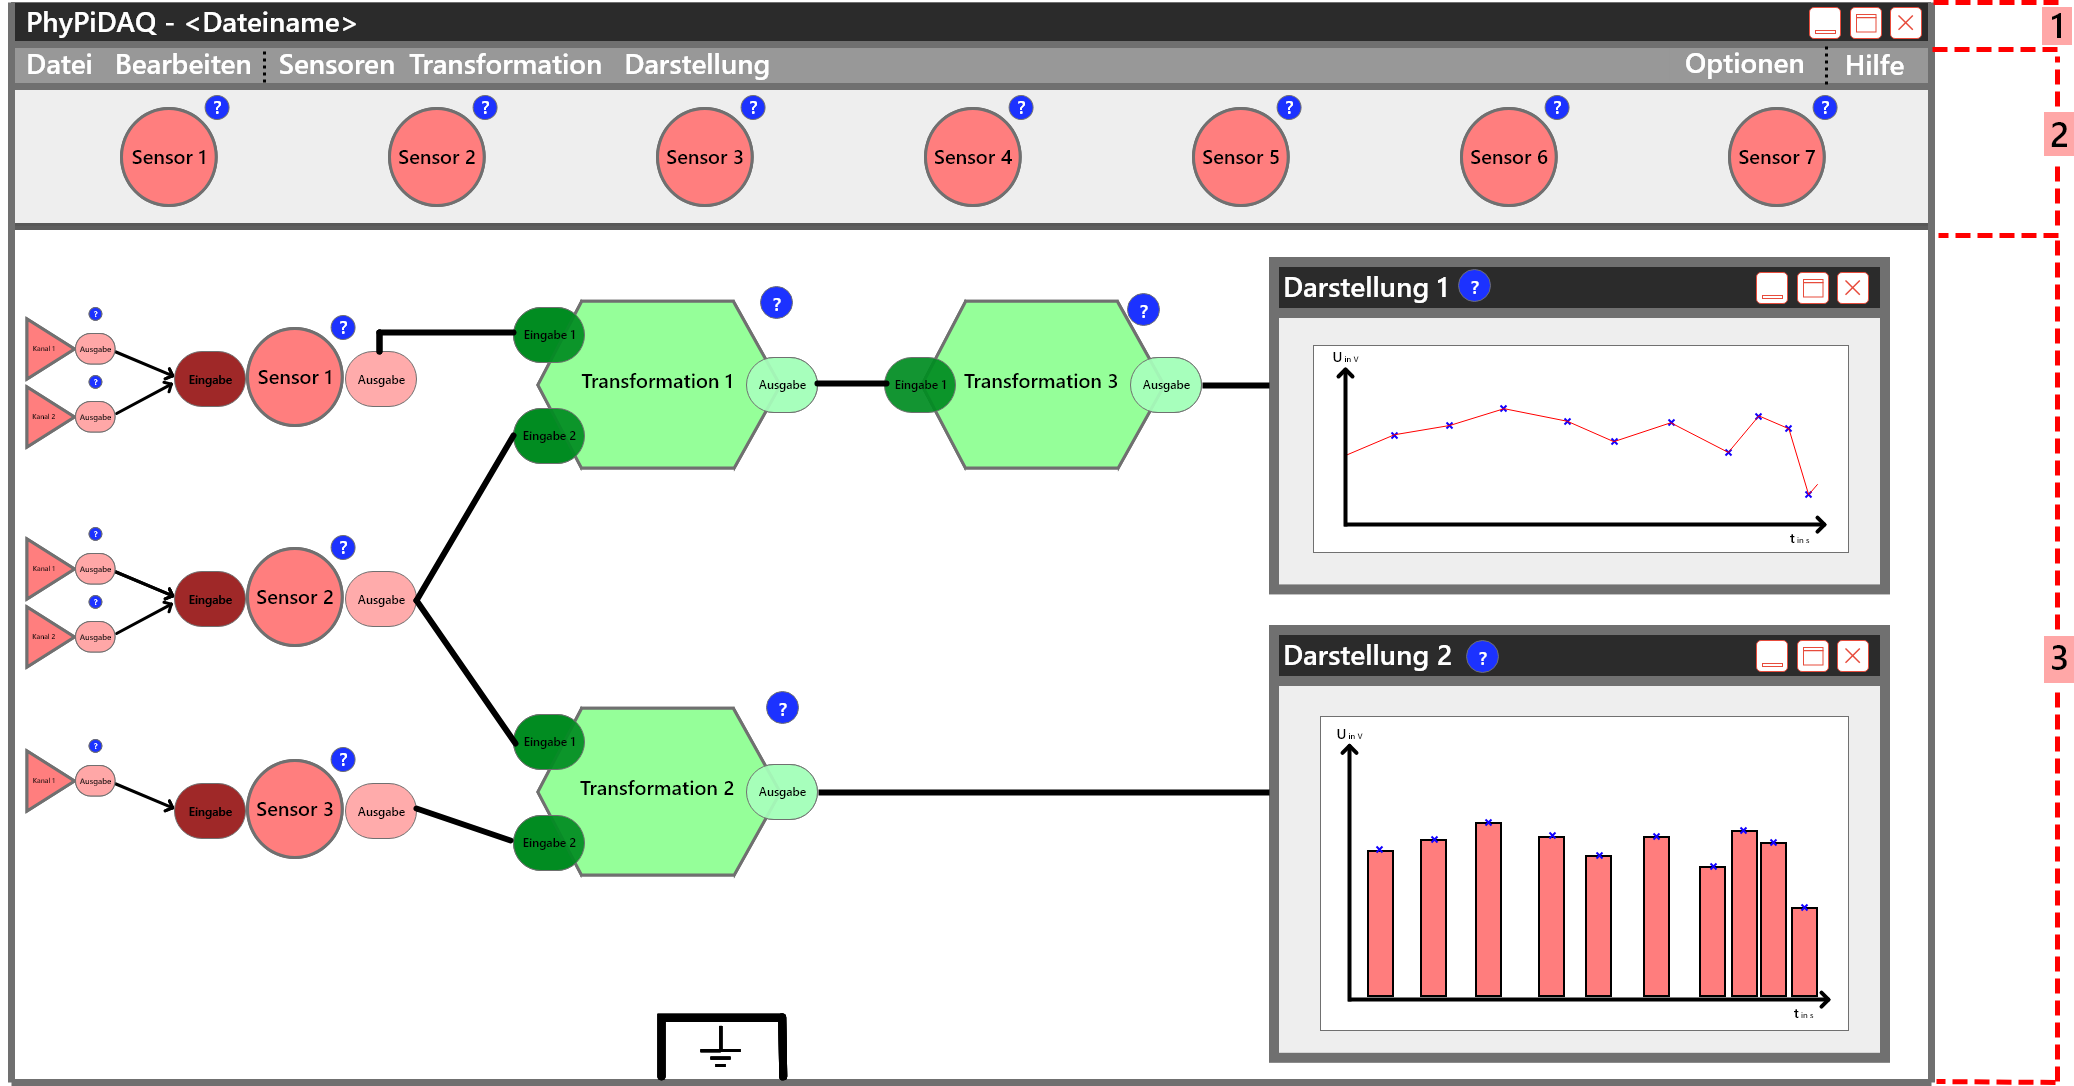 PhyPiDAQ - <Dateiname>
1
Datei Bearbeiten Sensoren Transformation Darstellung Optionen Hilfe
? ? ? ? ? ? ?
Sensor 1 Sensor 2 Sensor 3 Sensor 4 Sensor 5 Sensor 6 Sensor 7
2
Darstellung 1 ?
U in V
t in s
? ?
Kanal 1 Ausgabe
?
Kanal 2 Ausgabe
Eingabe Sensor 1 Ausgabe
?
Eingabe 1
Transformation 1 Ausgabe
Eingabe 2
?
Eingabe 1 Transformation 3 Ausgabe
? ?
Kanal 1 Ausgabe
?
Kanal 2 Ausgabe
Eingabe Sensor 2 Ausgabe
Darstellung 2 ?
3
U in V
t in s
? ?
Kanal 1 Ausgabe
Eingabe Sensor 3 Ausgabe
?
Eingabe 1
Transformation 2 Ausgabe
Eingabe 2